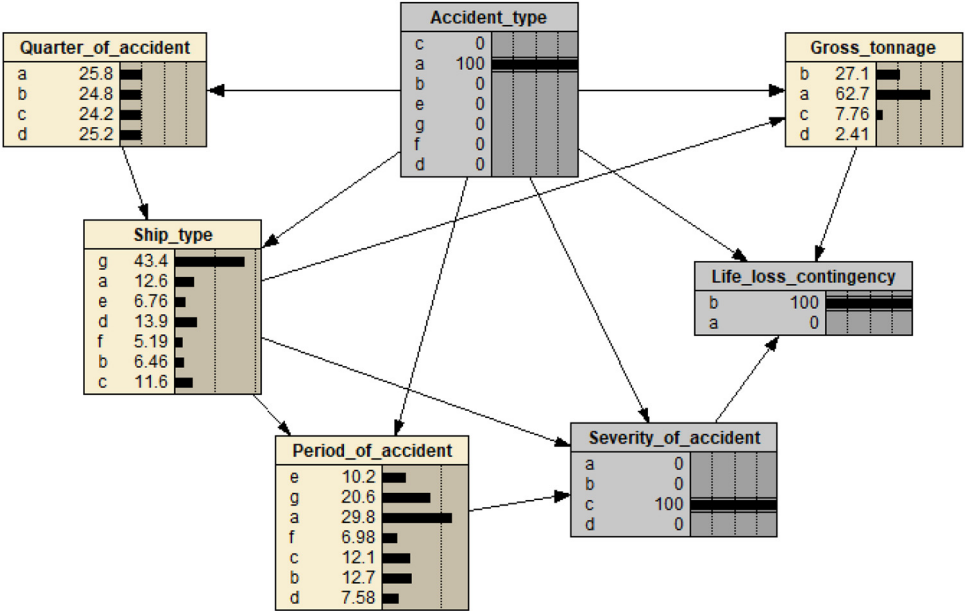 Accident_type
c 0
a 100
b 0
e 0
g 0
f 0
d 0
Quarter_of_accident
a 25.8
b 24.8
c 24.2
d 25.2
Gross_tonnage
b 27.1
a 62.7
c 7.76
d 2.41
Ship_type
g 43.4
a 12.6
e 6.76
d 13.9
f 5.19
b 6.46
c 11.6
Life_loss_contingency
b 100
a 0
Period_of_accident
e 10.2
g 20.6
a 29.8
f 6.98
c 12.1
b 12.7
d 7.58
Severity_of_accident
a 0
b 0
c 100
d 0